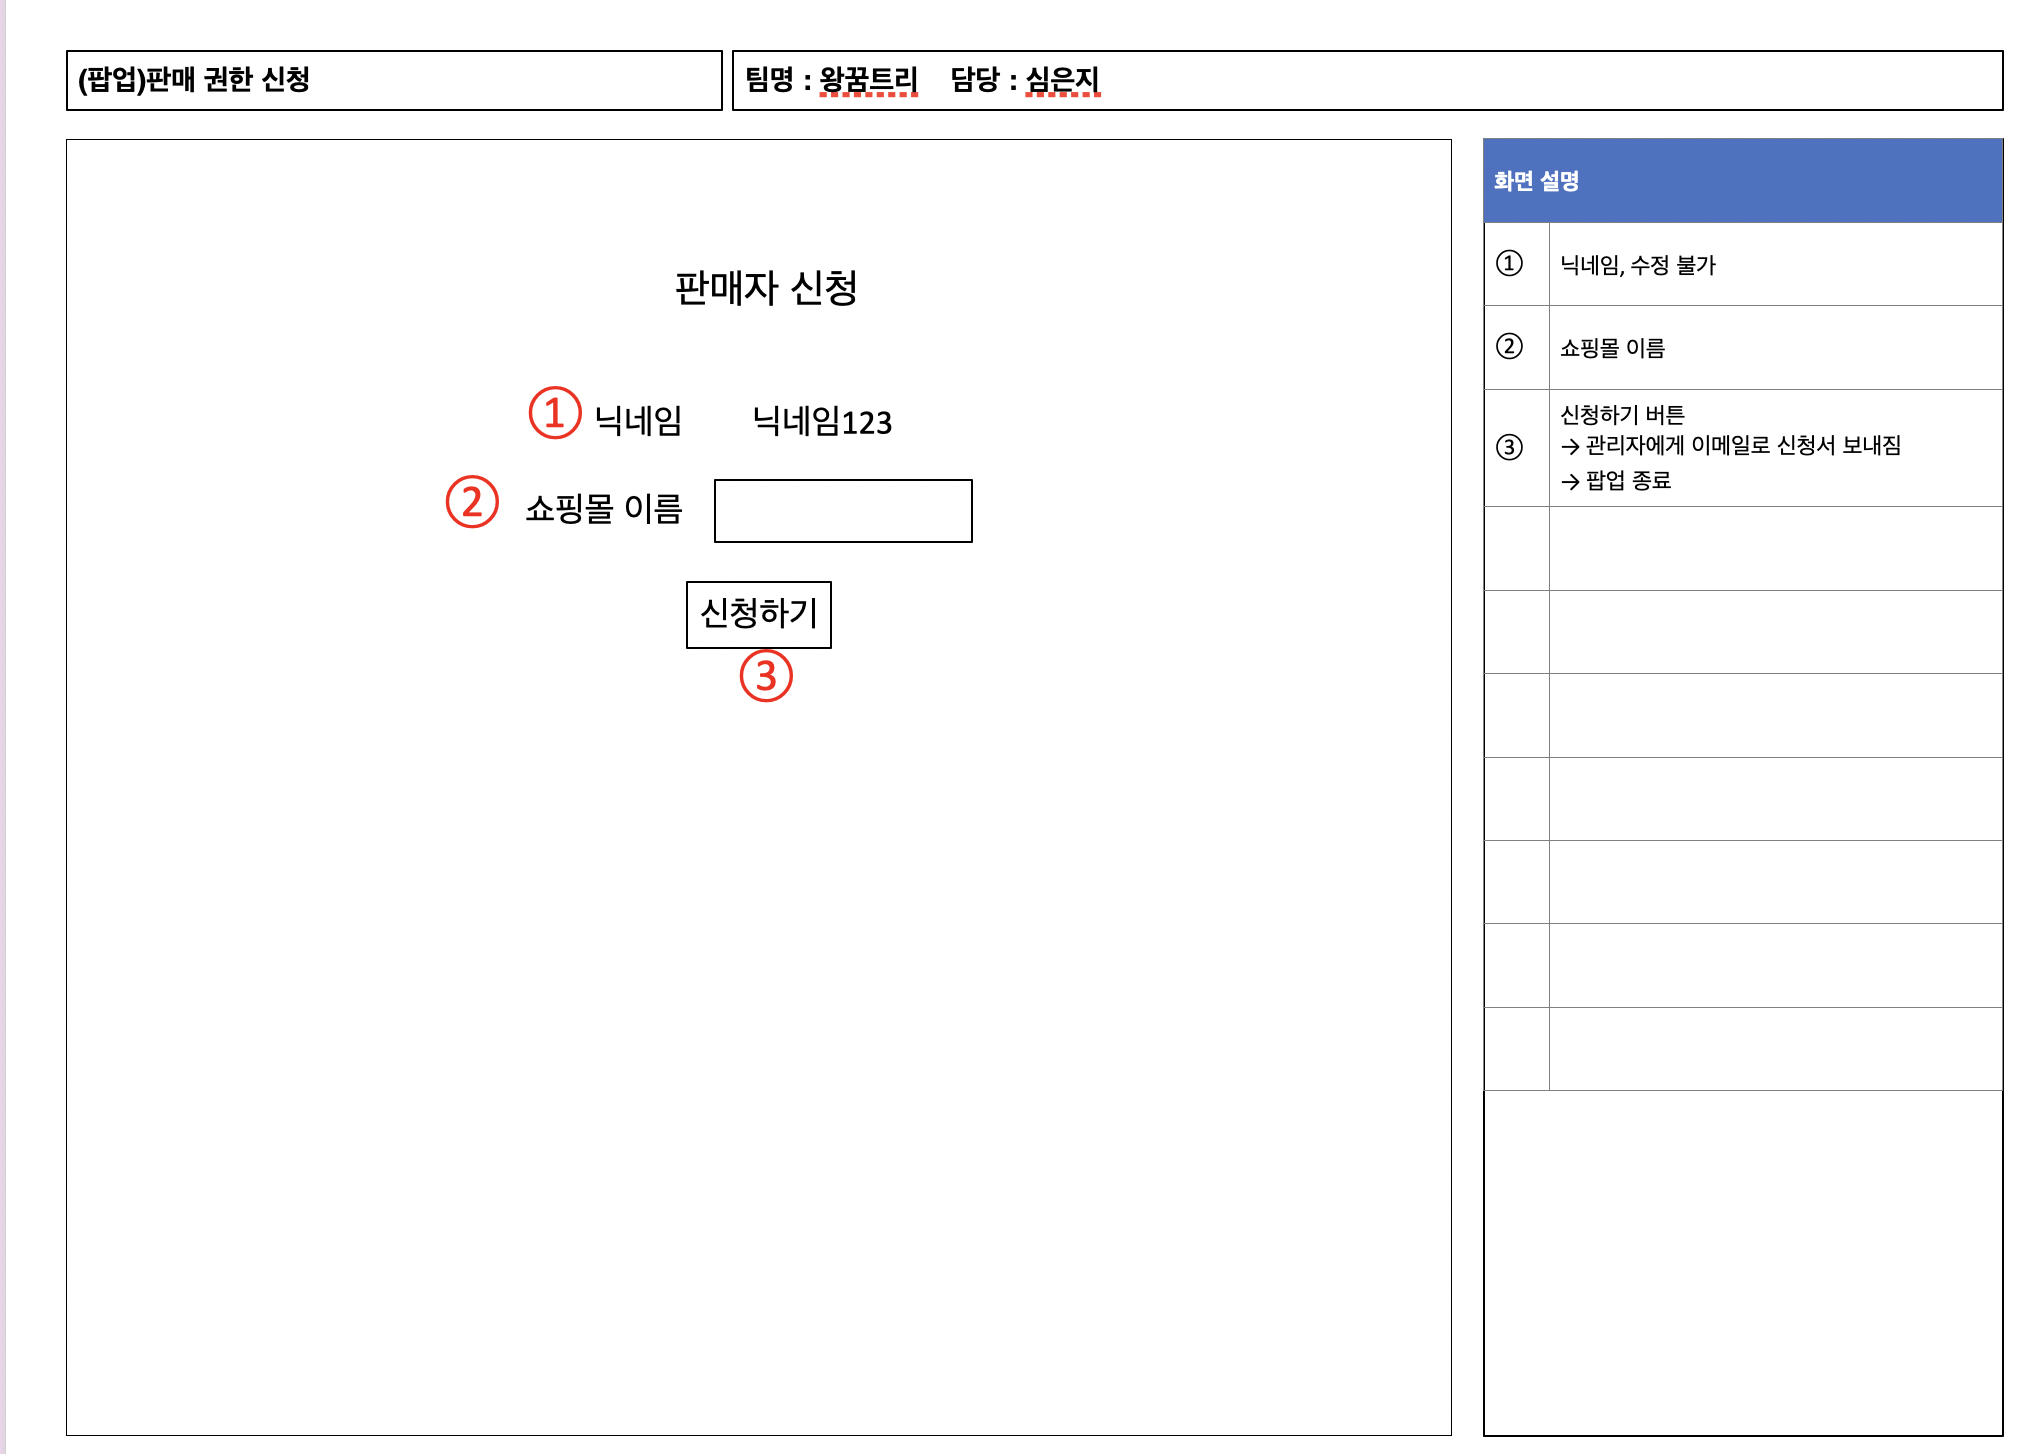 (팝업)판매 권한 신청
팀명 : 왕꿈트리 담당 : 심은지
판매자 신청
① 닉네임 닉네임123
② 쇼핑몰 이름
신청하기
③
화면 설명
① 닉네임, 수정 불가
② 쇼핑몰 이름
③ 신청하기 버튼
→ 관리자에게 이메일로 신청서 보내짐
→ 팝업 종료